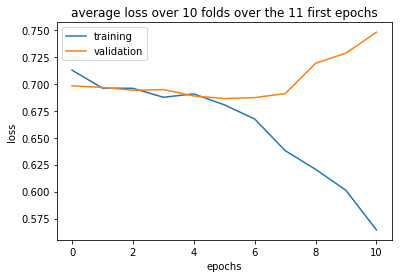 average loss over 10 folds over the 11 first epochs
training
validation
loss
0.750
0.725
0.700
0.675
0.650
0.625
0.600
0.575
0 2 4 6 8 10
epochs